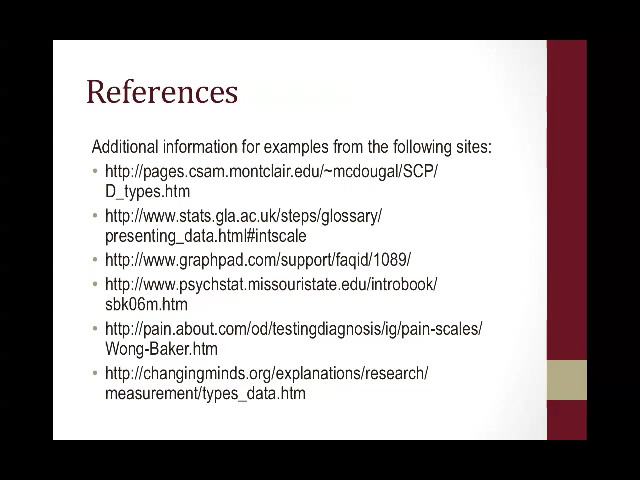 References
Additional information for examples from the following sites:
• http://pages.csam.montclair.edu/~mcdougal/SCP/
D_types.htm
• http://www.stats.gla.ac.uk/steps/glossary/
presenting_data.html#intscale
• http://www.graphpad.com/support/faqid/1089/
• http://www.psychstat.missouristate.edu/introbook/
sbk06m.htm
• http://pain.about.com/od/testingdiagnosis/ig/pain-scales/
Wong-Baker.htm
• http://changingminds.org/explanations/research/
measurement/types_data.htm